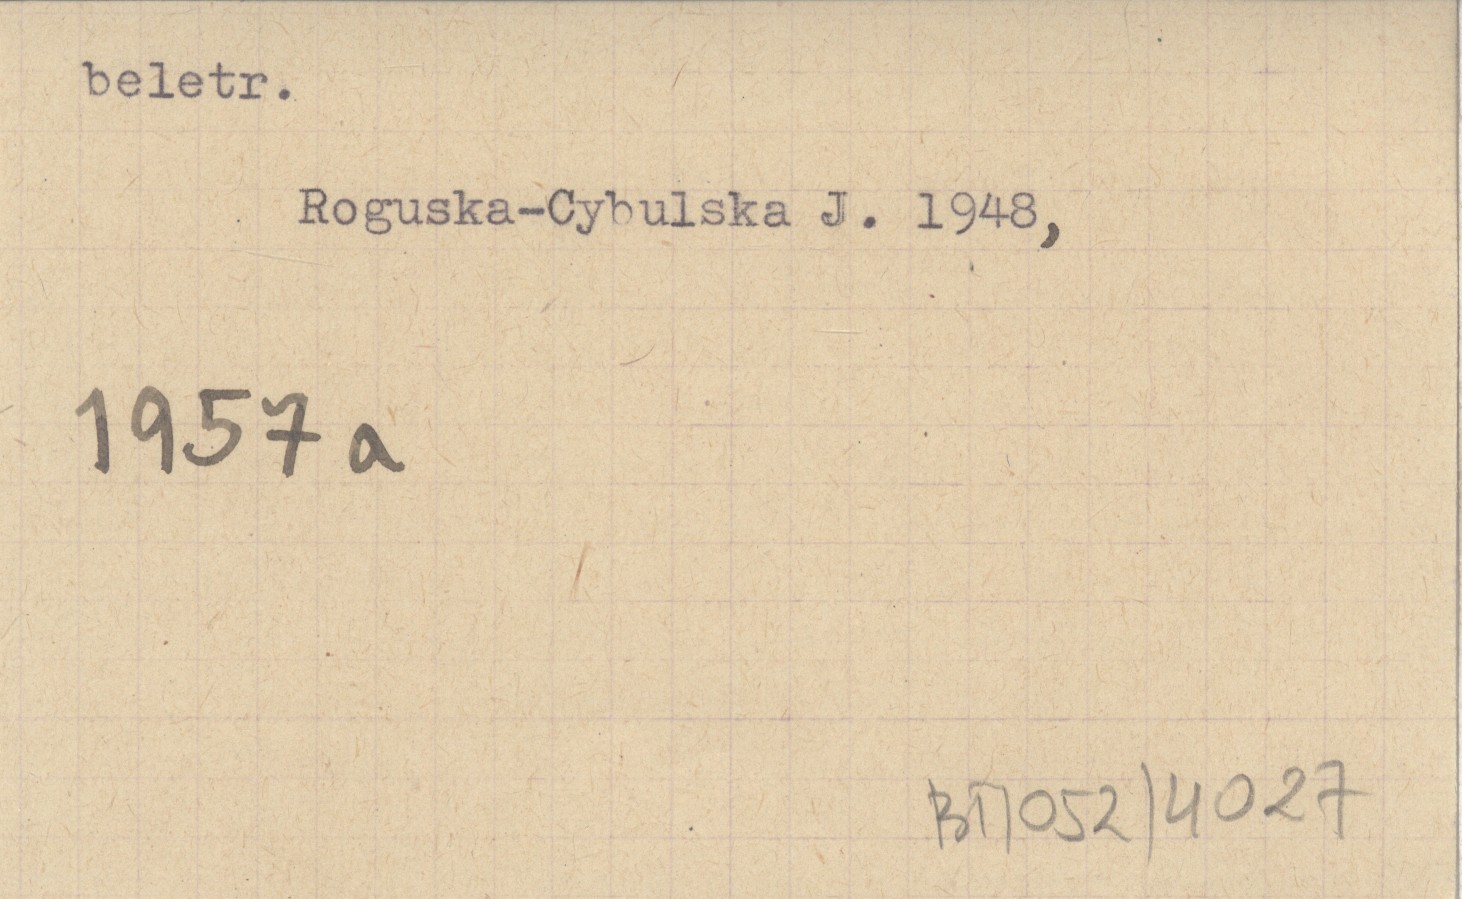 beletr.
Roguska-Cybulska J. 1948,
1957a
BT/052/4027